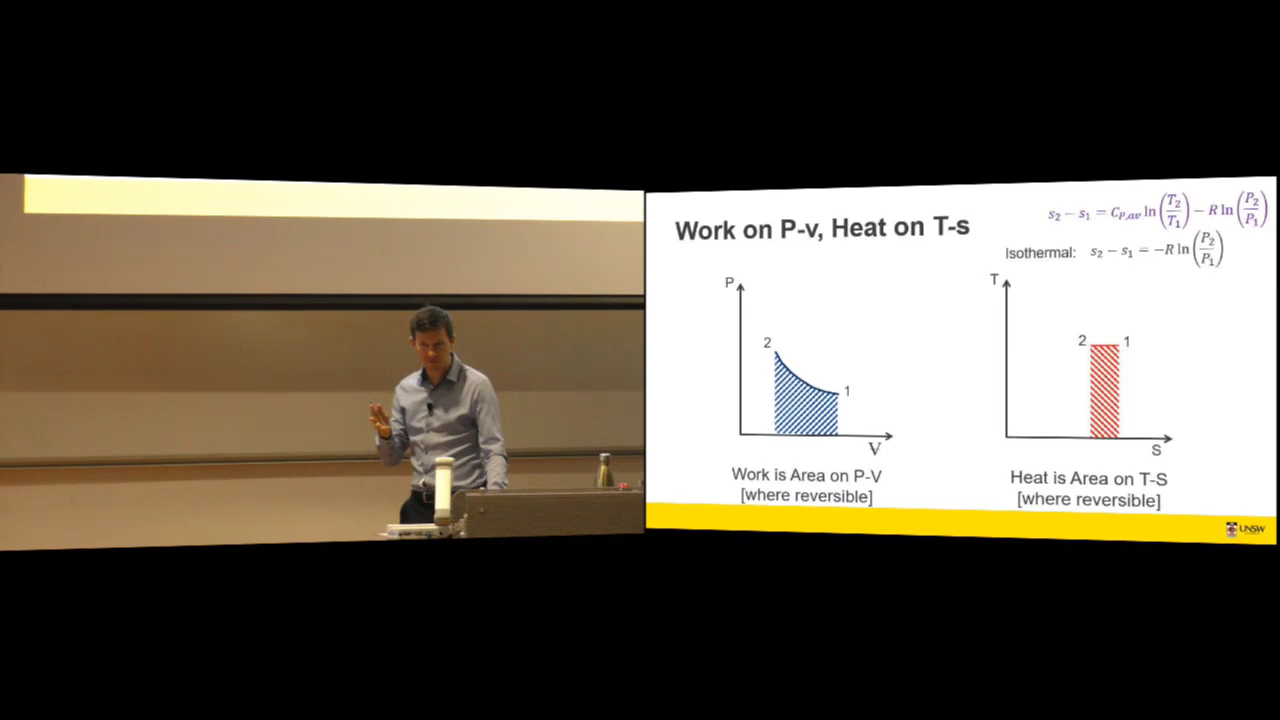 Work on P-v, Heat on T-s
s₂ − s₁ = C_{P,av} ln(T₂/T₁) − R ln(P₂/P₁)
Isothermal: s₂ − s₁ = −R ln(P₂/P₁)
P
2
1
V
Work is Area on P-V
[where reversible]
T
2
1
S
Heat is Area on T-S
[where reversible]
UNSW